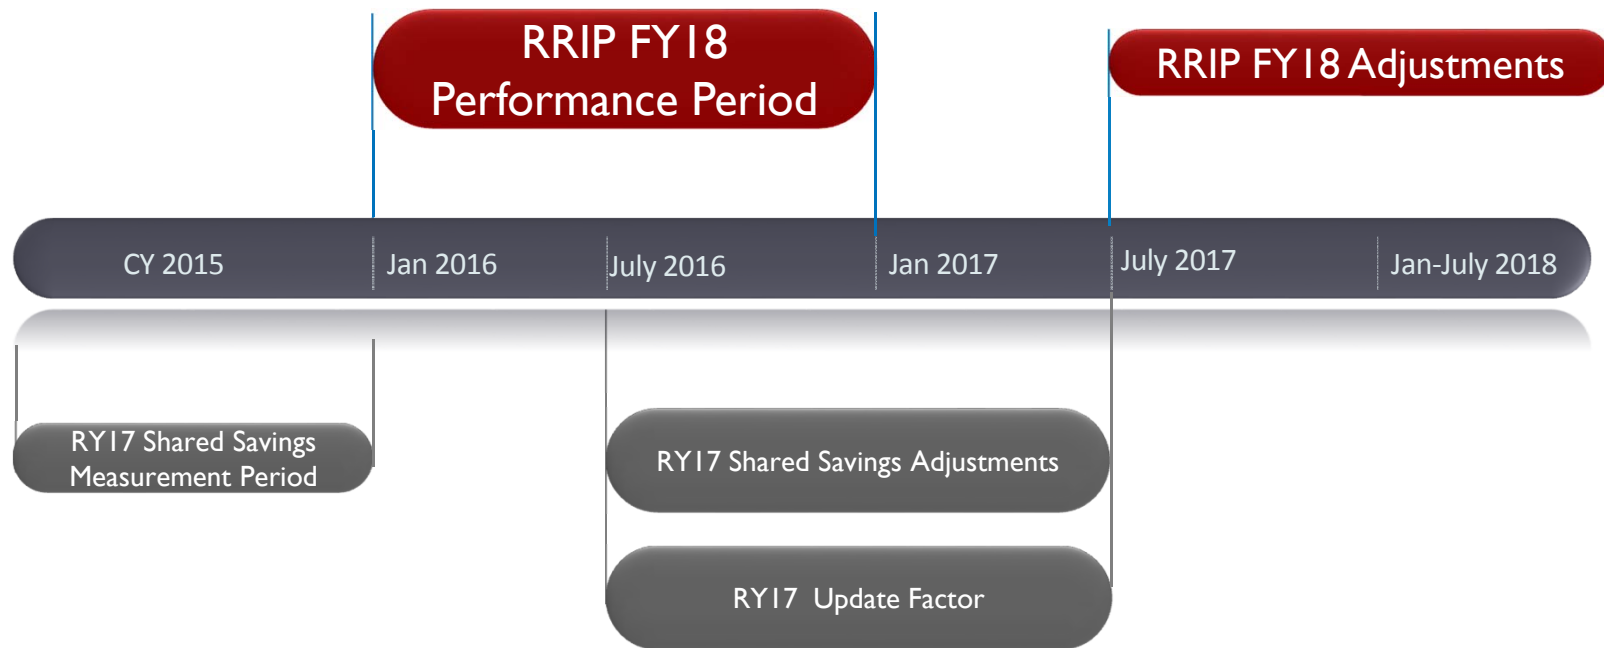 RRIP FY18
Performance Period
RRIP FY18 Adjustments
CY 2015
Jan 2016
July 2016
Jan 2017
July 2017
Jan-July 2018
RY17 Shared Savings
Measurement Period
RY17 Shared Savings Adjustments
RY17 Update Factor